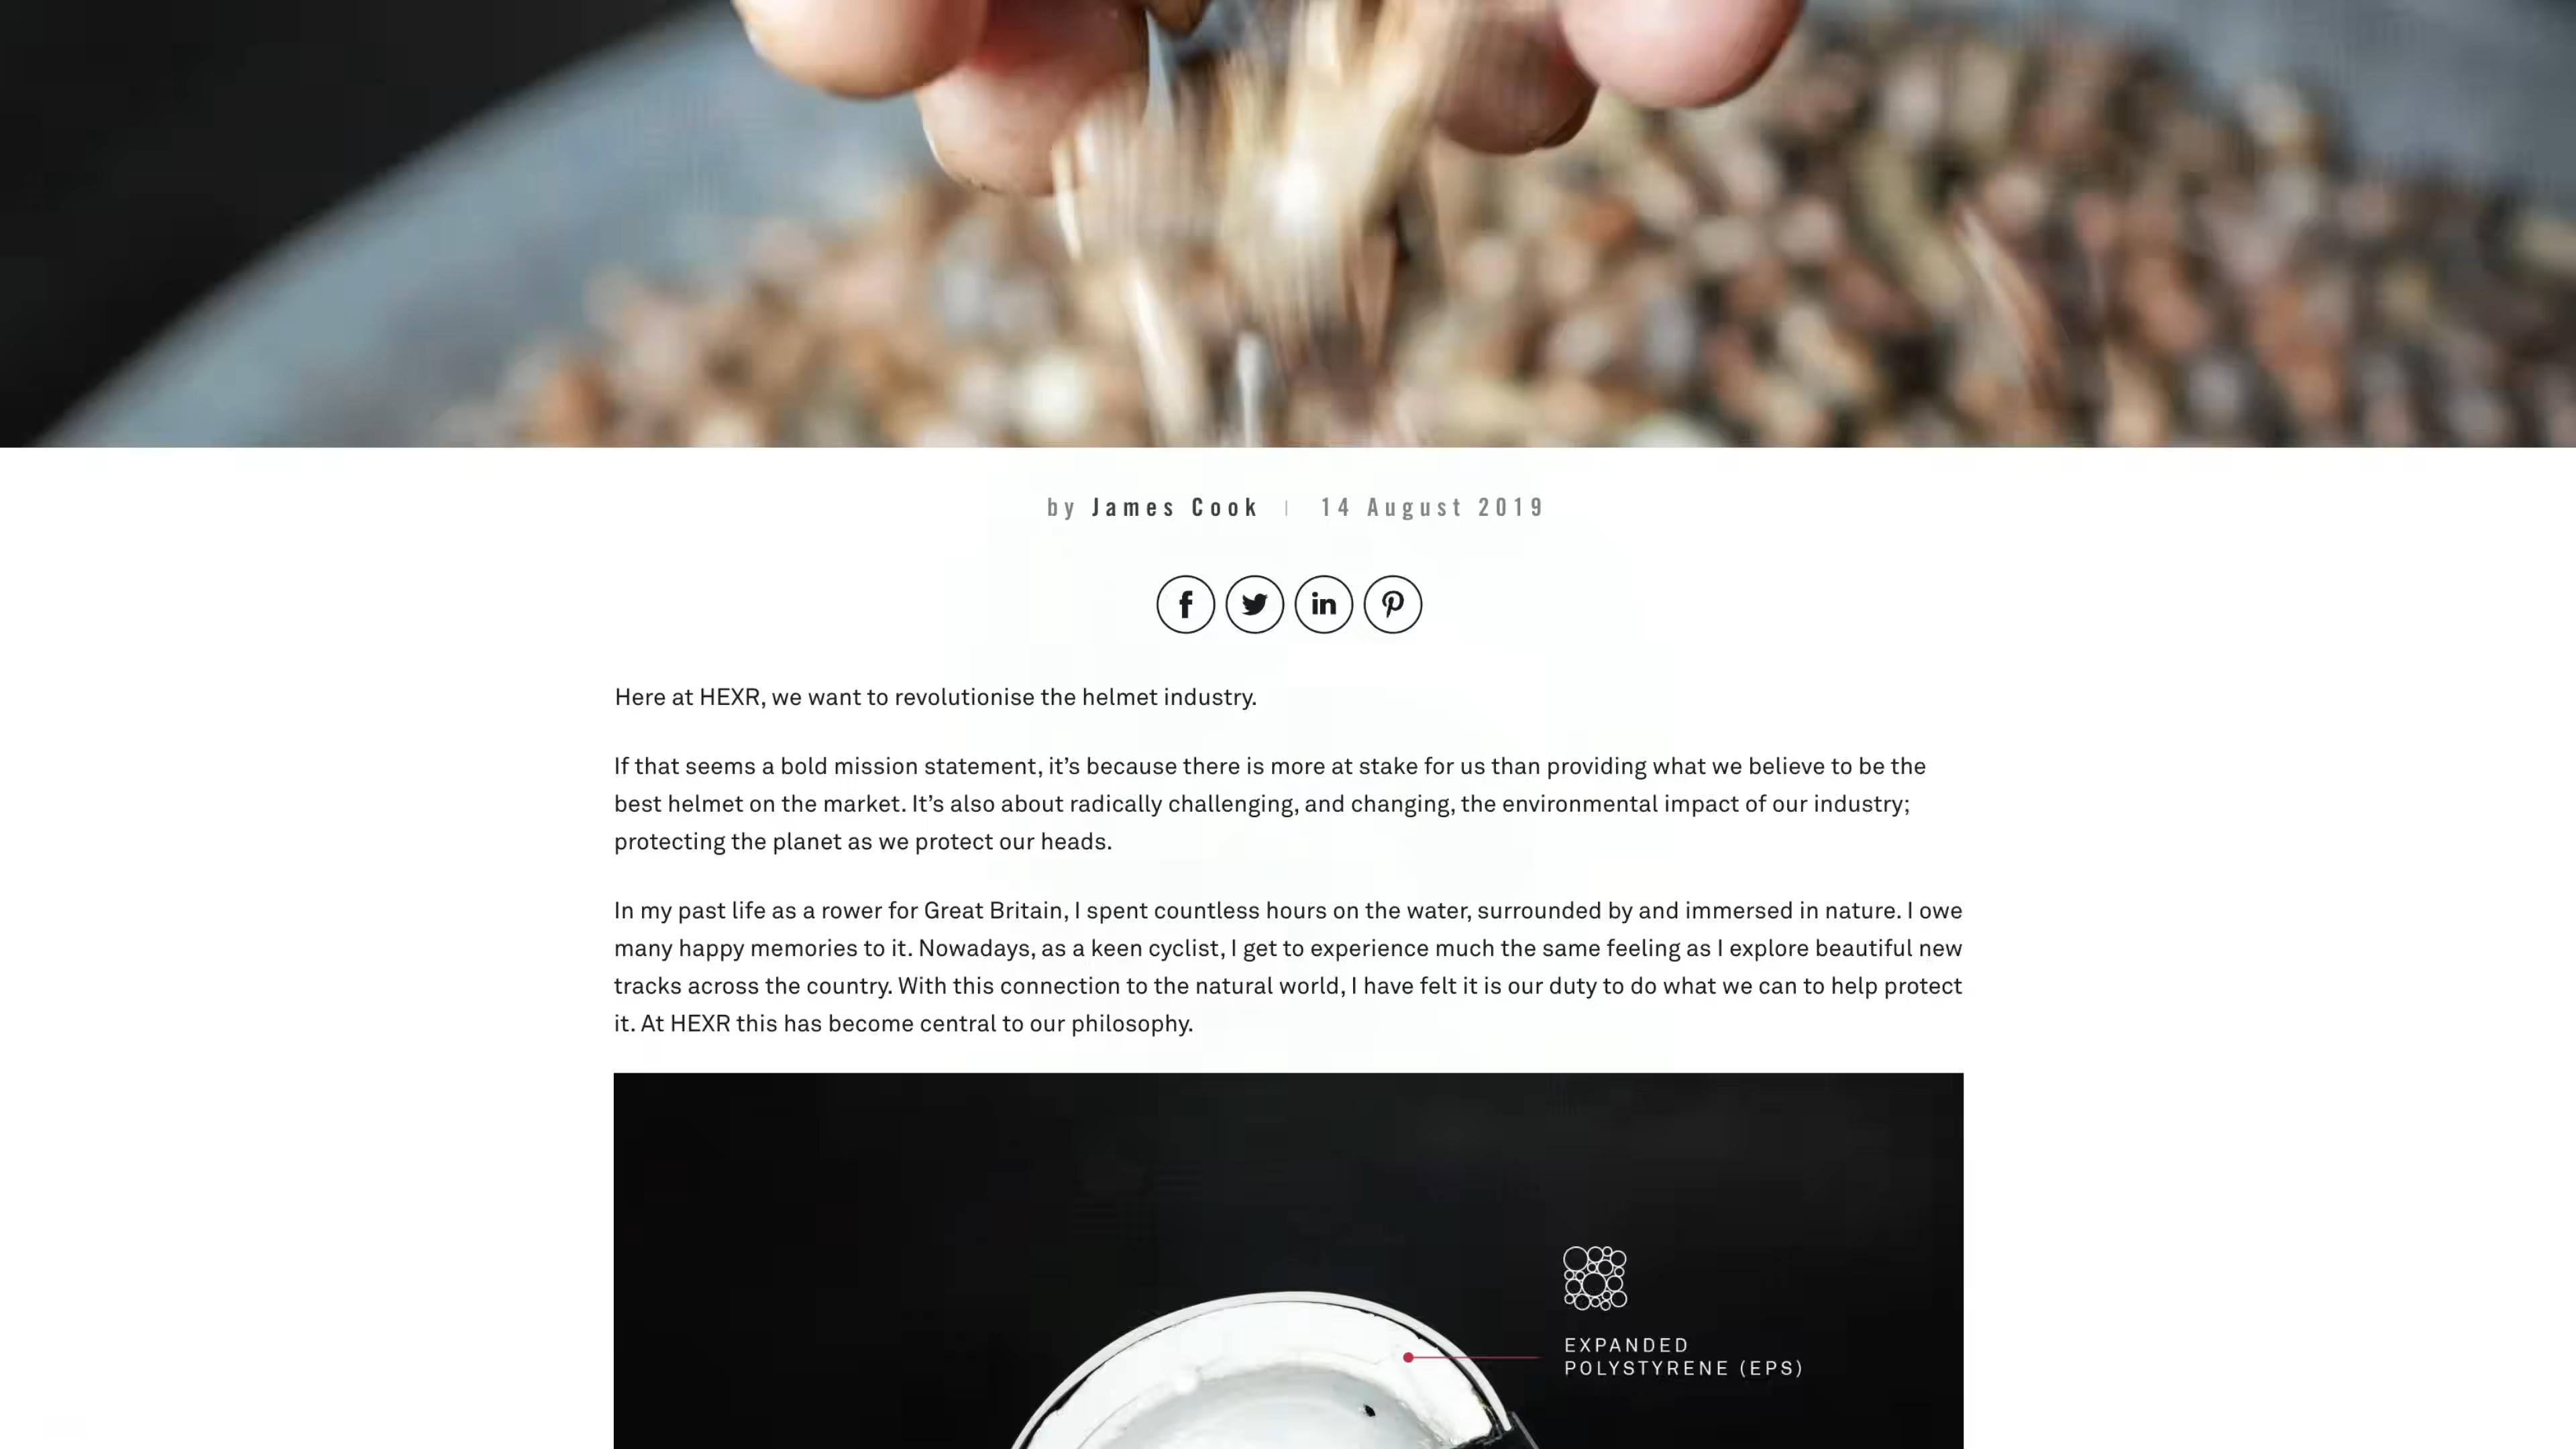 by James Cook | 14 August 2019
Here at HEXR, we want to revolutionise the helmet industry.
If that seems a bold mission statement, it’s because there is more at stake for us than providing what we believe to be the
best helmet on the market. It’s also about radically challenging, and changing, the environmental impact of our industry;
protecting the planet as we protect our heads.
In my past life as a rower for Great Britain, I spent countless hours on the water, surrounded by and immersed in nature. I owe
many happy memories to it. Nowadays, as a keen cyclist, I get to experience much the same feeling as I explore beautiful new
tracks across the country. With this connection to the natural world, I have felt it is our duty to do what we can to help protect
it. At HEXR this has become central to our philosophy.
EXPANDED
POLYSTYRENE (EPS)